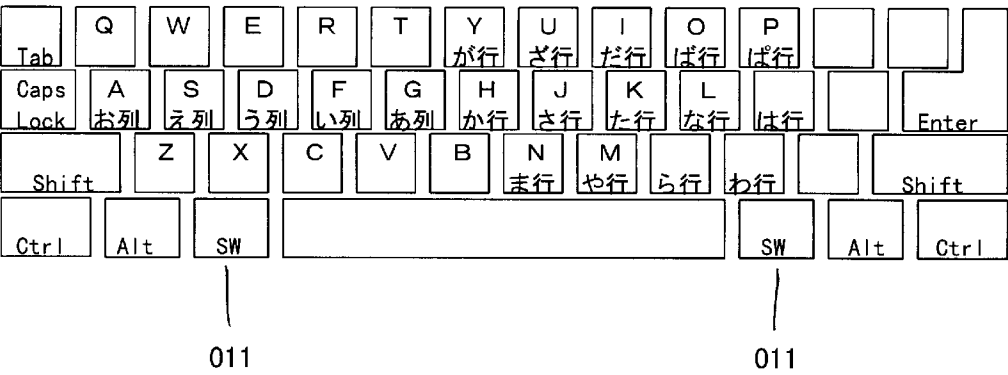 Q W E R T Y U I O P
Tab が行 ざ行 だ行 ば行 ぱ行
Caps A S D F G H J K L
Lock お列 え列 う列 い列 あ列 か行 さ行 た行 な行 は行 Enter
Z X C V B N M
Shift ま行 や行 ら行 わ行 Shift
Ctrl Alt SW SW Alt Ctrl
011 011